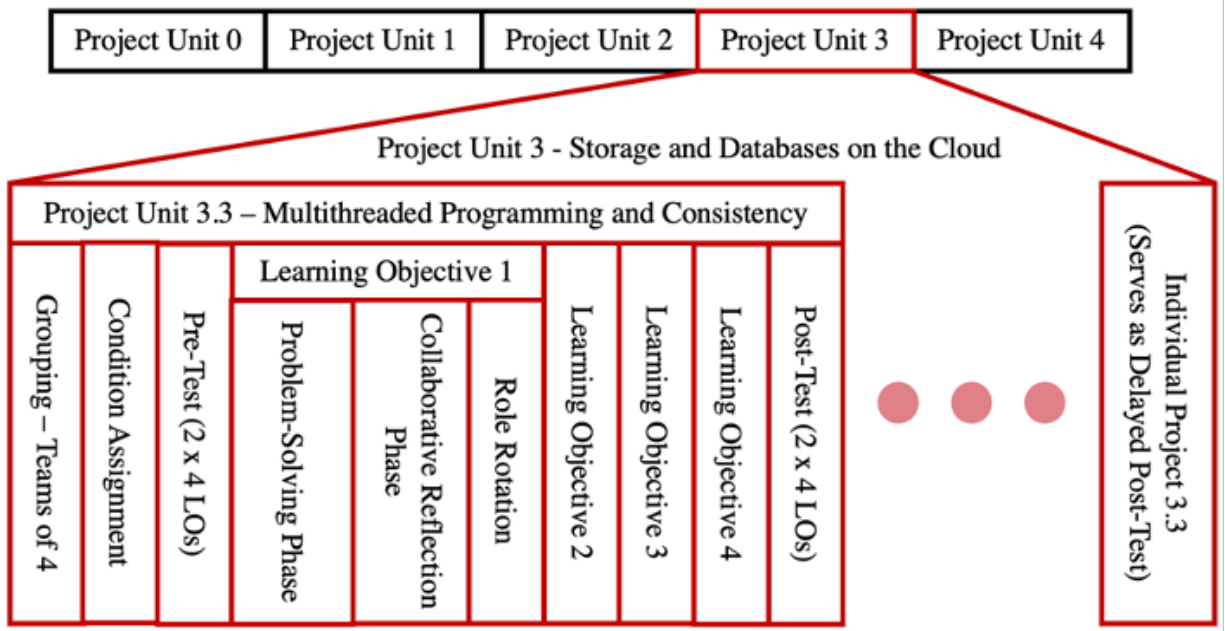 Project Unit 0
Project Unit 1
Project Unit 2
Project Unit 3
Project Unit 4
Project Unit 3 - Storage and Databases on the Cloud
Project Unit 3.3 – Multithreaded Programming and Consistency
Grouping – Teams of 4
Condition Assignment
Pre-Test (2 x 4 LOs)
Learning Objective 1
Problem-Solving Phase
Collaborative Reflection
Phase
Role Rotation
Learning Objective 2
Learning Objective 3
Learning Objective 4
Post-Test (2 x 4 LOs)
Individual Project 3.3
(Serves as Delayed Post-Test)